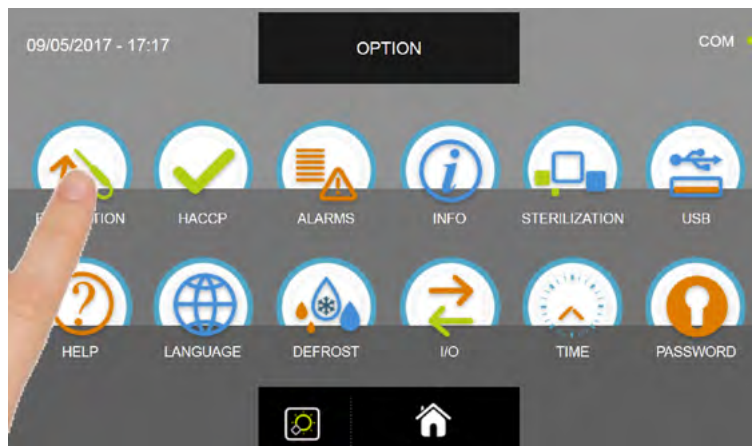 09/05/2017 - 17:17
OPTION
COM
HACCP
ALARMS
INFO
STERILIZATION
USB
HELP
LANGUAGE
DEFROST
I/O
TIME
PASSWORD